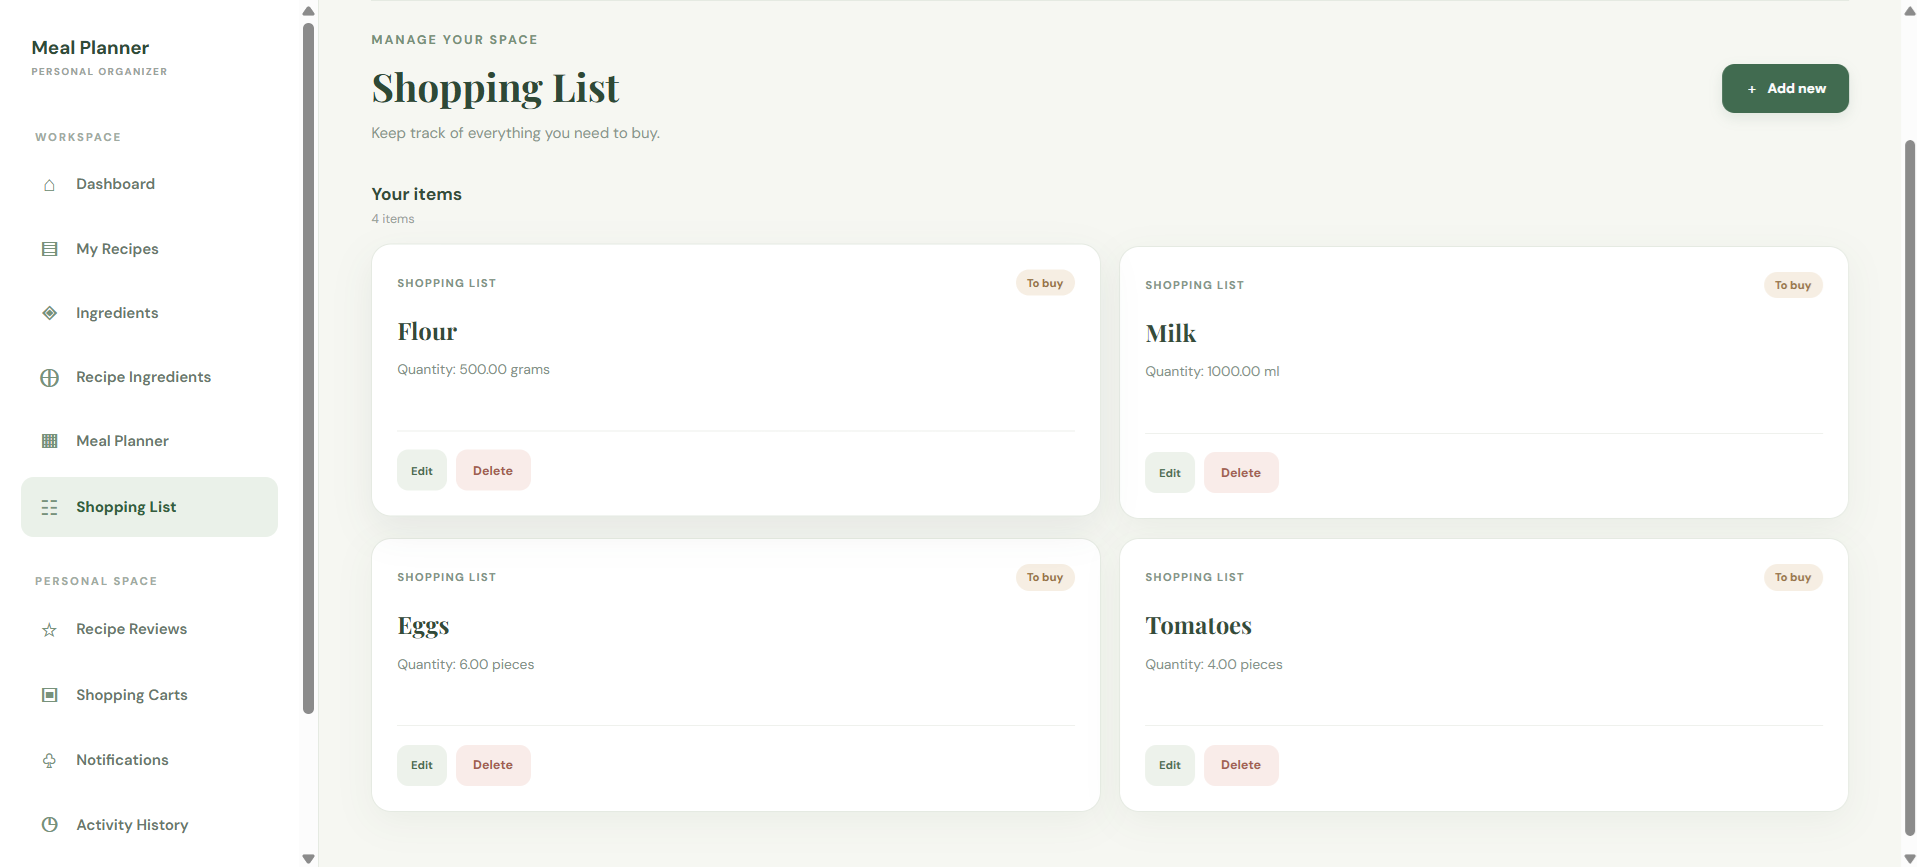 Meal Planner
PERSONAL ORGANIZER
WORKSPACE
Dashboard
My Recipes
Ingredients
Recipe Ingredients
Meal Planner
Shopping List
PERSONAL SPACE
Recipe Reviews
Shopping Carts
Notifications
Activity History
MANAGE YOUR SPACE
Shopping List
Keep track of everything you need to buy.
+ Add new
Your items
4 items
SHOPPING LIST
To buy
Flour
Quantity: 500.00 grams
Edit
Delete
SHOPPING LIST
To buy
Milk
Quantity: 1000.00 ml
Edit
Delete
SHOPPING LIST
To buy
Eggs
Quantity: 6.00 pieces
Edit
Delete
SHOPPING LIST
To buy
Tomatoes
Quantity: 4.00 pieces
Edit
Delete